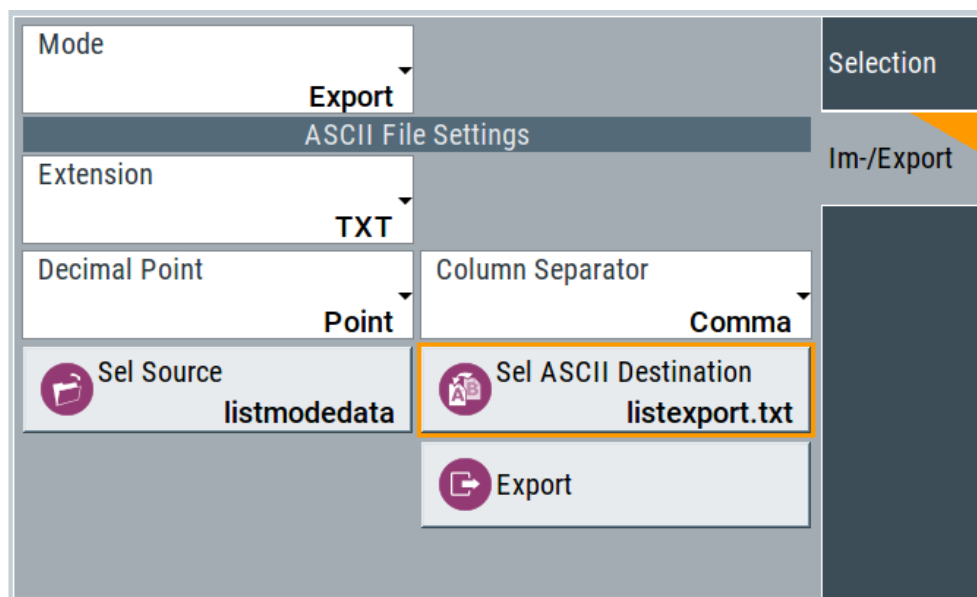 Mode
Export
Selection
ASCII File Settings
Im-/Export
Extension
TXT
Decimal Point
Point
Column Separator
Comma
Sel Source
listmodedata
Sel ASCII Destination
listexport.txt
A B
Export